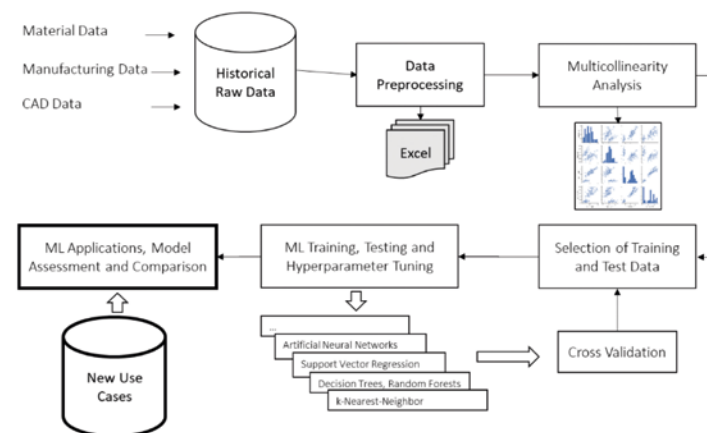 Material Data
Manufacturing Data
CAD Data
Historical
Raw Data
Data
Preprocessing
Multicollinearity
Analysis
Excel
ML Applications, Model
Assessment and Comparison
ML Training, Testing and
Hyperparameter Tuning
Selection of Training
and Test Data
New Use
Cases
...
Artificial Neural Networks
Support Vector Regression
Decision Trees, Random Forests
k-Nearest-Neighbor
Cross Validation